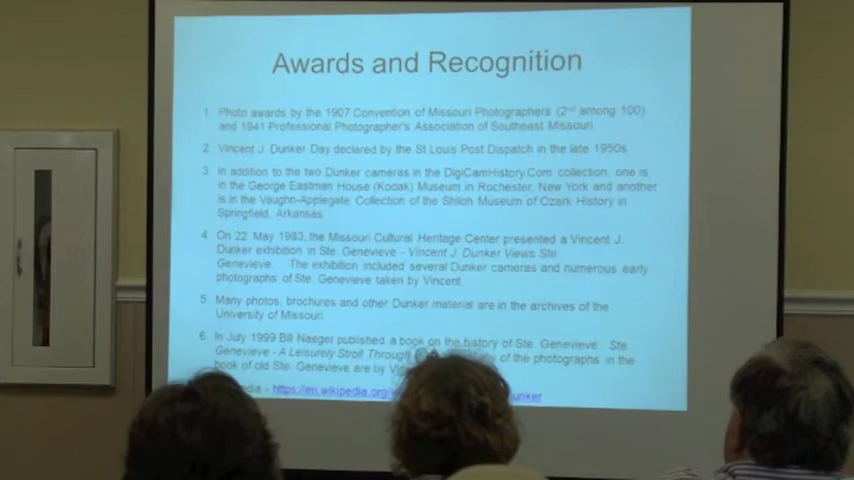 Awards and Recognition
1. Photo awards by the 1907 Convention of Missouri Photographers (2nd among 100)
and 1941 Professional Photographer's Association of Southeast Missouri.
2. Vincent J. Dunker Day declared by the St Louis Post Dispatch in the late 1950s.
3. In addition to the two Dunker cameras in the DigiCamHistory.Com collection, one is
in the George Eastman House (Kodak) Museum in Rochester, New York and another
is in the Vaughn-Applegate Collection of the Shiloh Museum of Ozark History in
Springfield, Arkansas.
4. On 22 May 1983, the Missouri Cultural Heritage Center presented a Vincent J.
Dunker exhibition in Ste. Genevieve - Vincent J. Dunker Views Ste.
Genevieve. The exhibition included several Dunker cameras and numerous early
photographs of Ste. Genevieve taken by Vincent.
5. Many photos, brochures and other Dunker material are in the archives of the
University of Missouri.
6. In July 1999 Bill Naeger published a book on the history of Ste. Genevieve. Ste.
Genevieve - A Leisurely Stroll Through of the photographs in the
book of old Ste. Genevieve are by
- https://en.wikipedia.org/ unker